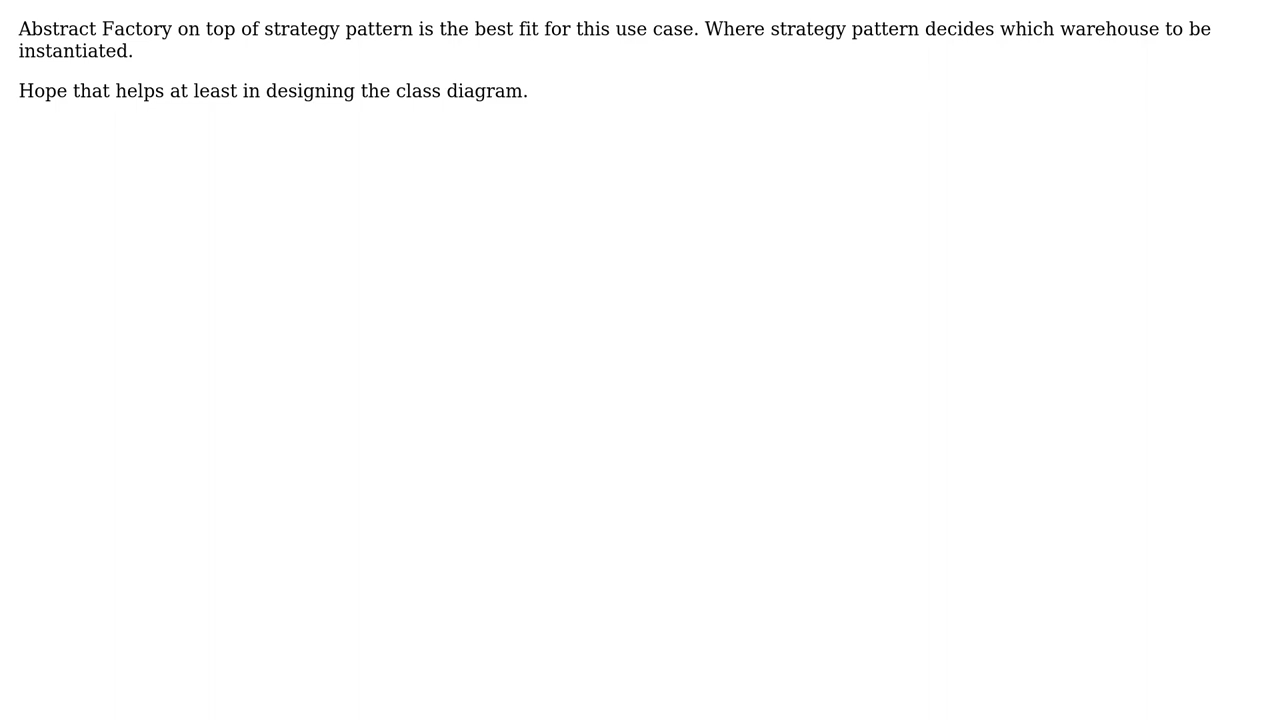 Abstract Factory on top of strategy pattern is the best fit for this use case. Where strategy pattern decides which warehouse to be
instantiated.
Hope that helps at least in designing the class diagram.